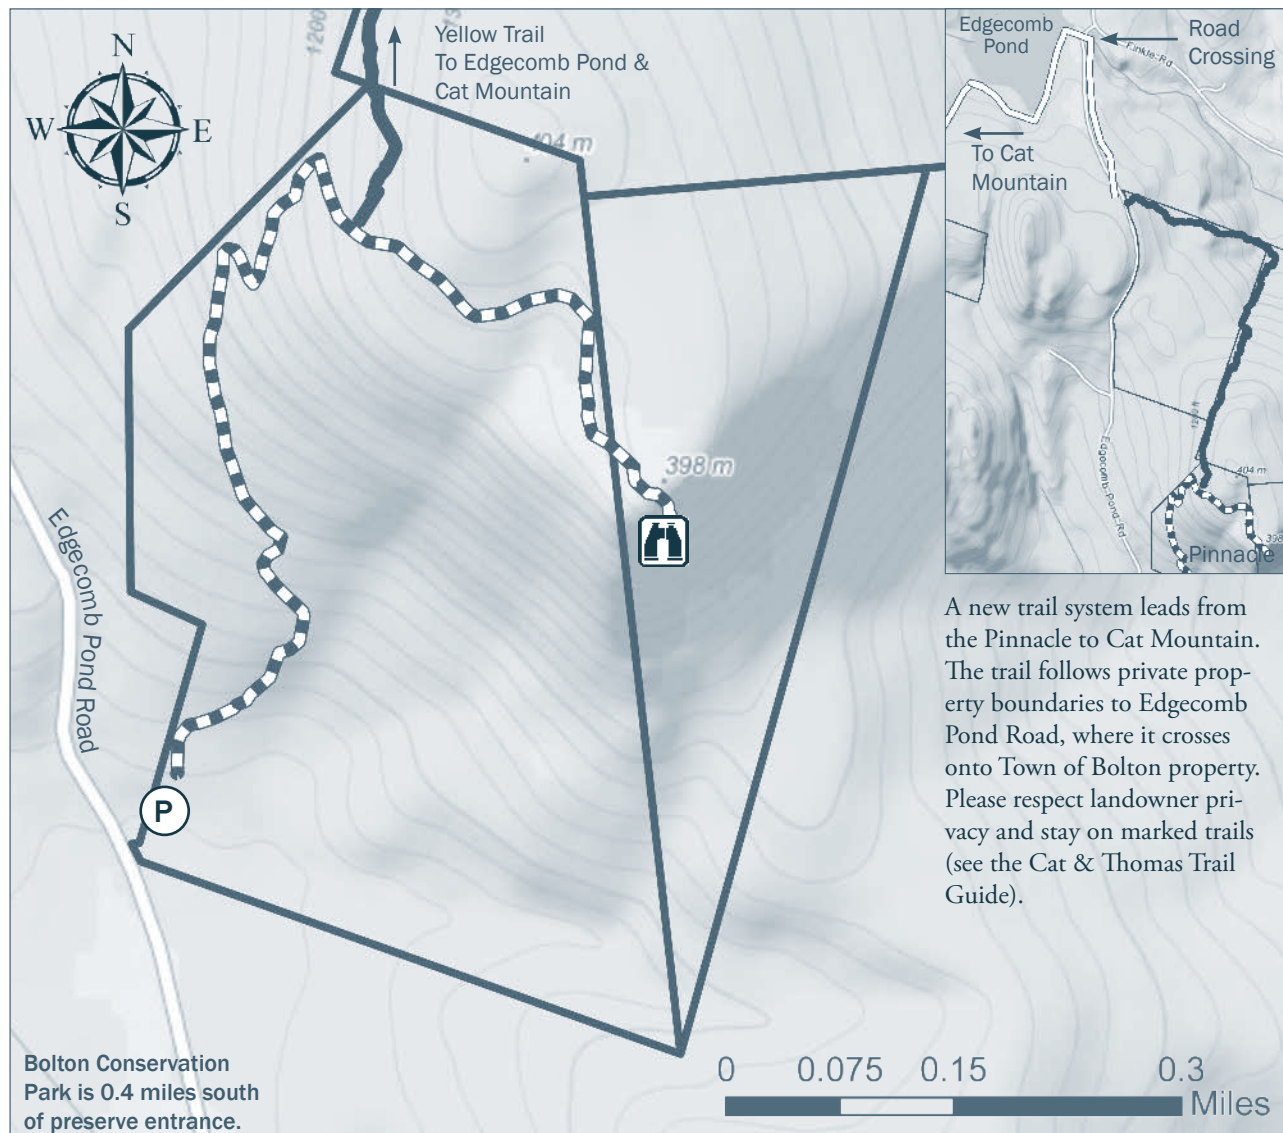 N
W
E
S
1200
Yellow Trail
To Edgecomb Pond &
Cat Mountain
404 m
398 m
Edgecomb Pond Road
P
Bolton Conservation
Park is 0.4 miles south
of preserve entrance.
0 0.075 0.15 0.3
Miles
Edgecomb
Pond
Road
Crossing
Finkle-Rd
To Cat
Mountain
Edgecomb-Pond-Rd
404 m
398
Pinnacle
A new trail system leads from
the Pinnacle to Cat Mountain.
The trail follows private prop-
erty boundaries to Edgecomb
Pond Road, where it crosses
onto Town of Bolton property.
Please respect landowner pri-
vacy and stay on marked trails
(see the Cat & Thomas Trail
Guide).